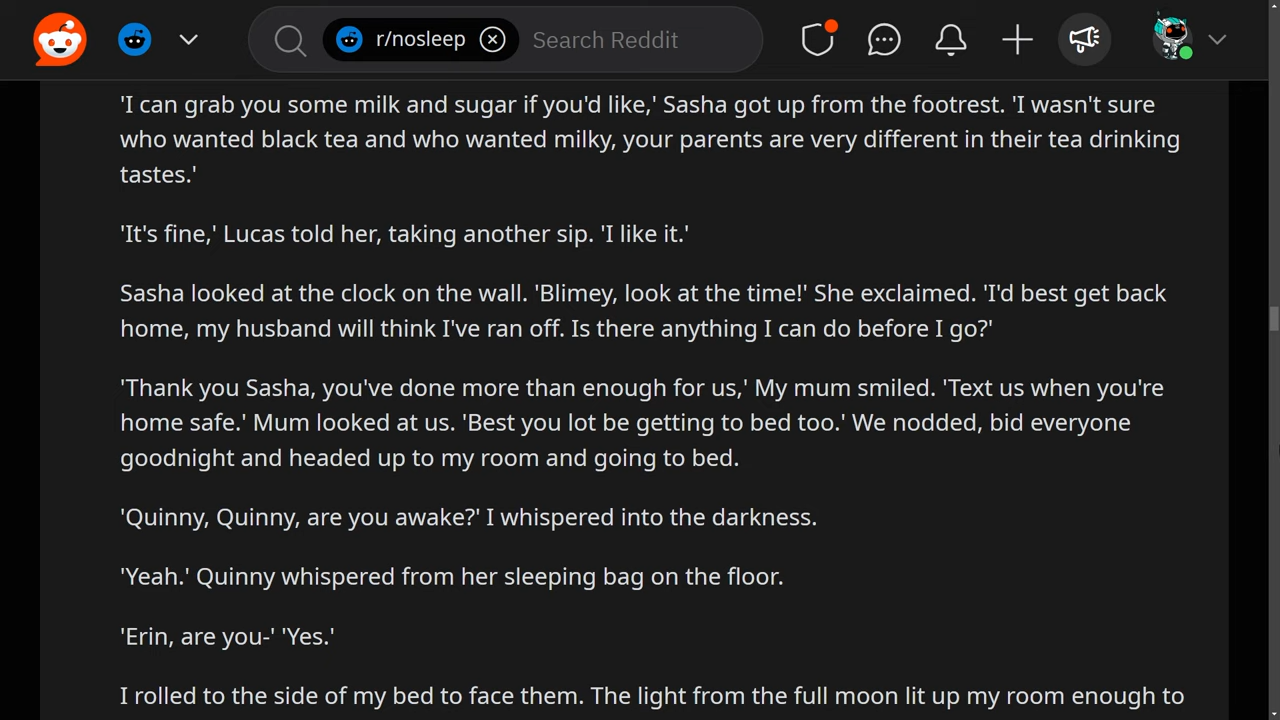 r/nosleep
Search Reddit
'I can grab you some milk and sugar if you'd like,' Sasha got up from the footrest. 'I wasn't sure
who wanted black tea and who wanted milky, your parents are very different in their tea drinking
tastes.'
'It's fine,' Lucas told her, taking another sip. 'I like it.'
Sasha looked at the clock on the wall. 'Blimey, look at the time!' She exclaimed. 'I'd best get back
home, my husband will think I've ran off. Is there anything I can do before I go?'
'Thank you Sasha, you've done more than enough for us,' My mum smiled. 'Text us when you're
home safe.' Mum looked at us. 'Best you lot be getting to bed too.' We nodded, bid everyone
goodnight and headed up to my room and going to bed.
'Quinny, Quinny, are you awake?' I whispered into the darkness.
'Yeah.' Quinny whispered from her sleeping bag on the floor.
'Erin, are you-' 'Yes.'
I rolled to the side of my bed to face them. The light from the full moon lit up my room enough to